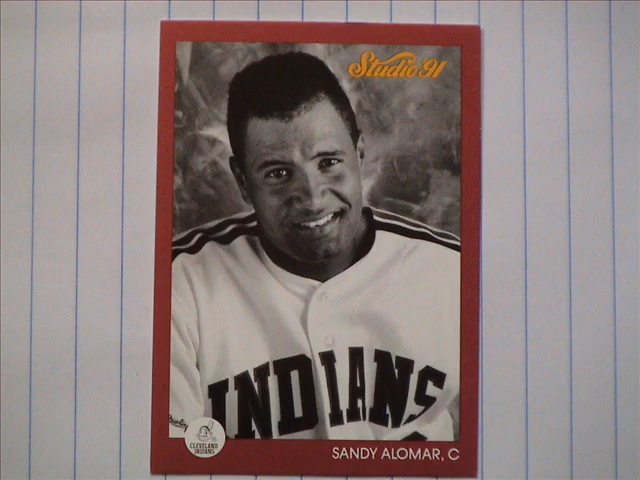 Studio '91
INDIANS
CLEVELAND
INDIANS
SANDY ALOMAR, C